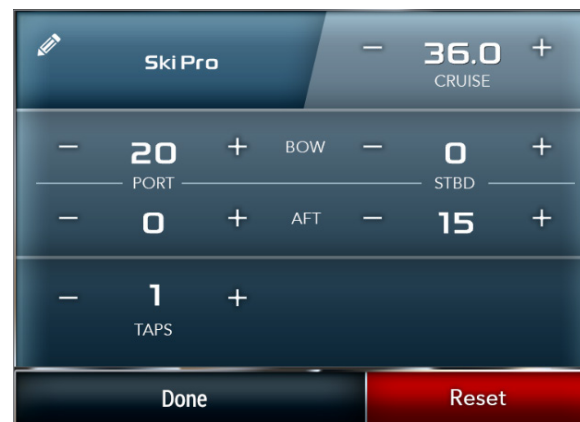 Ski Pro
− 36.0 +
CRUISE
− 20 + BOW − 0 +
PORT STBD
− 0 + AFT − 15 +
− 1 +
TAPS
Done Reset